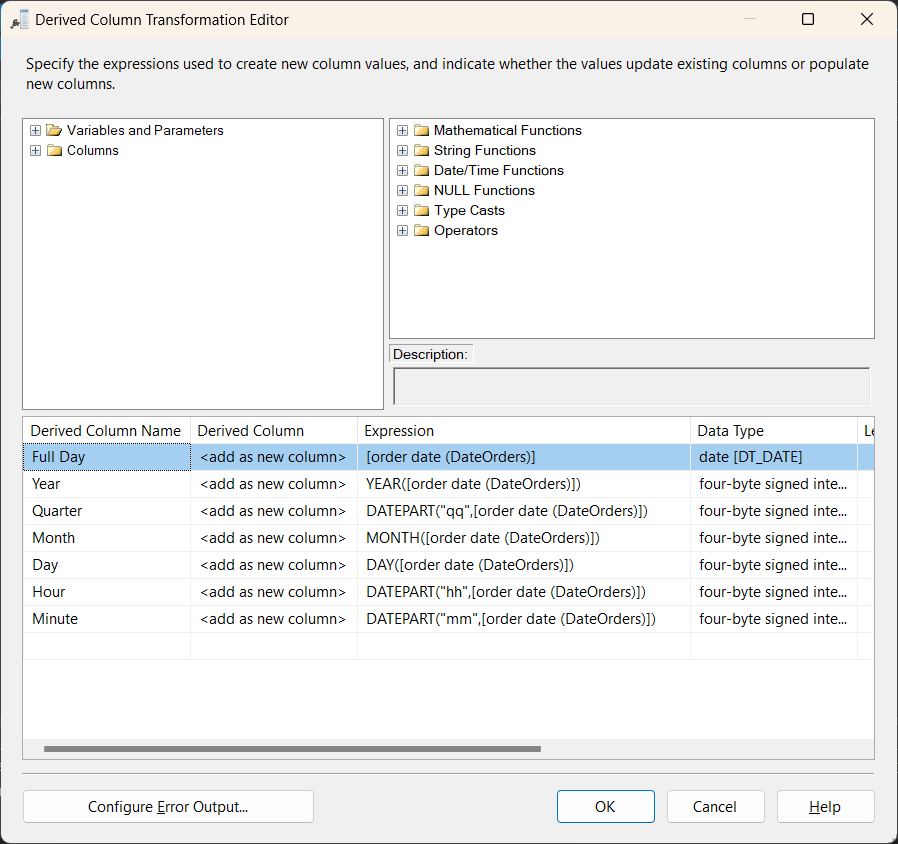 Derived Column Transformation Editor
Specify the expressions used to create new column values, and indicate whether the values update existing columns or populate
new columns.
Variables and Parameters
Columns
Mathematical Functions
String Functions
Date/Time Functions
NULL Functions
Type Casts
Operators
Description:
Derived Column Name Derived Column Expression Data Type Le
Full Day <add as new column> [order date (DateOrders)] date [DT_DATE]
Year <add as new column> YEAR([order date (DateOrders)]) four-byte signed inte...
Quarter <add as new column> DATEPART("qq",[order date (DateOrders)]) four-byte signed inte...
Month <add as new column> MONTH([order date (DateOrders)]) four-byte signed inte...
Day <add as new column> DAY([order date (DateOrders)]) four-byte signed inte...
Hour <add as new column> DATEPART("hh",[order date (DateOrders)]) four-byte signed inte...
Minute <add as new column> DATEPART("mm",[order date (DateOrders)]) four-byte signed inte...
Configure Error Output... OK Cancel Help